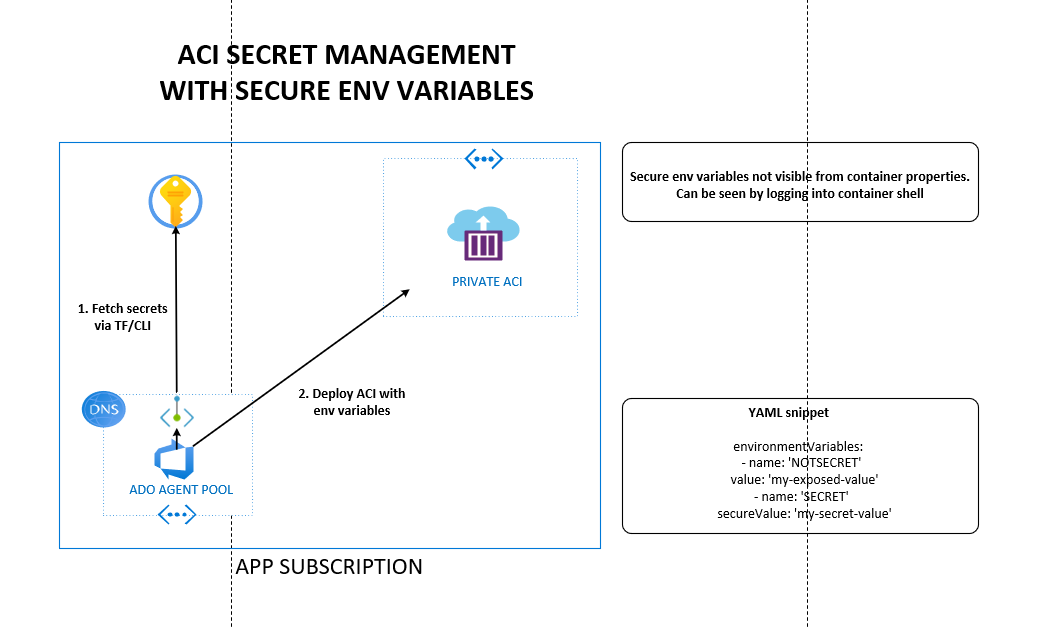 ACI SECRET MANAGEMENT
WITH SECURE ENV VARIABLES
Secure env variables not visible from container properties.
Can be seen by logging into container shell
PRIVATE ACI
1. Fetch secrets
via TF/CLI
2. Deploy ACI with
env variables
DNS
ADO AGENT POOL
YAML snippet
environmentVariables:
- name: 'NOTSECRET'
value: 'my-exposed-value'
- name: 'SECRET'
secureValue: 'my-secret-value'
APP SUBSCRIPTION